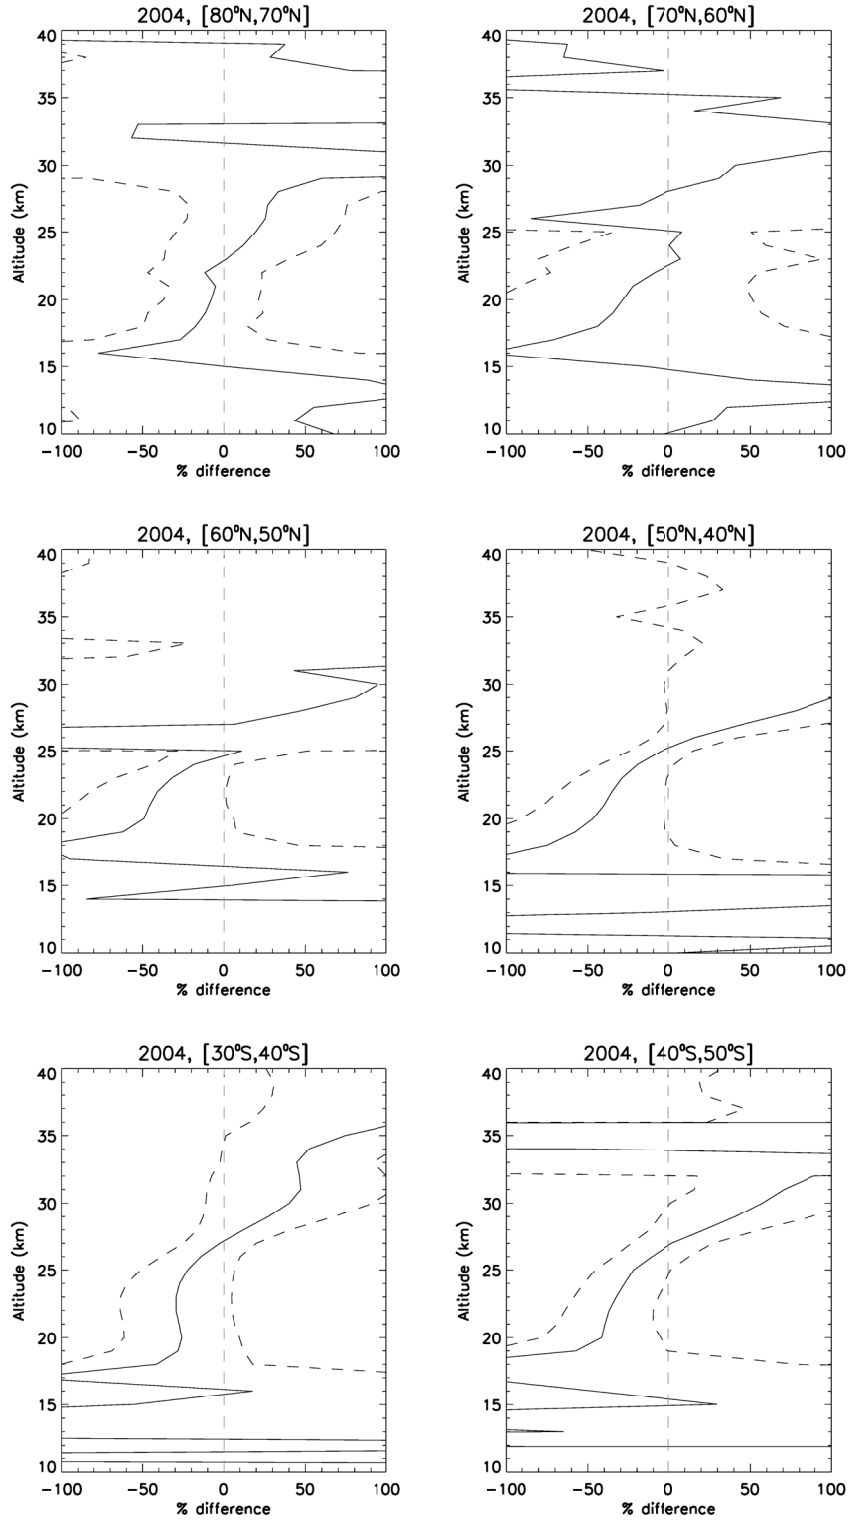 2004, [80°N,70°N]
40
35
30
25
20
15
10
Altitude (km)
-100 -50 0 50 100
% difference
2004, [70°N,60°N]
40
35
30
25
20
15
10
Altitude (km)
-100 -50 0 50 100
% difference
2004, [60°N,50°N]
40
35
30
25
20
15
10
Altitude (km)
-100 -50 0 50 100
% difference
2004, [50°N,40°N]
40
35
30
25
20
15
10
Altitude (km)
-100 -50 0 50 100
% difference
2004, [30°S,40°S]
40
35
30
25
20
15
10
Altitude (km)
-100 -50 0 50 100
% difference
2004, [40°S,50°S]
40
35
30
25
20
15
10
Altitude (km)
-100 -50 0 50 100
% difference